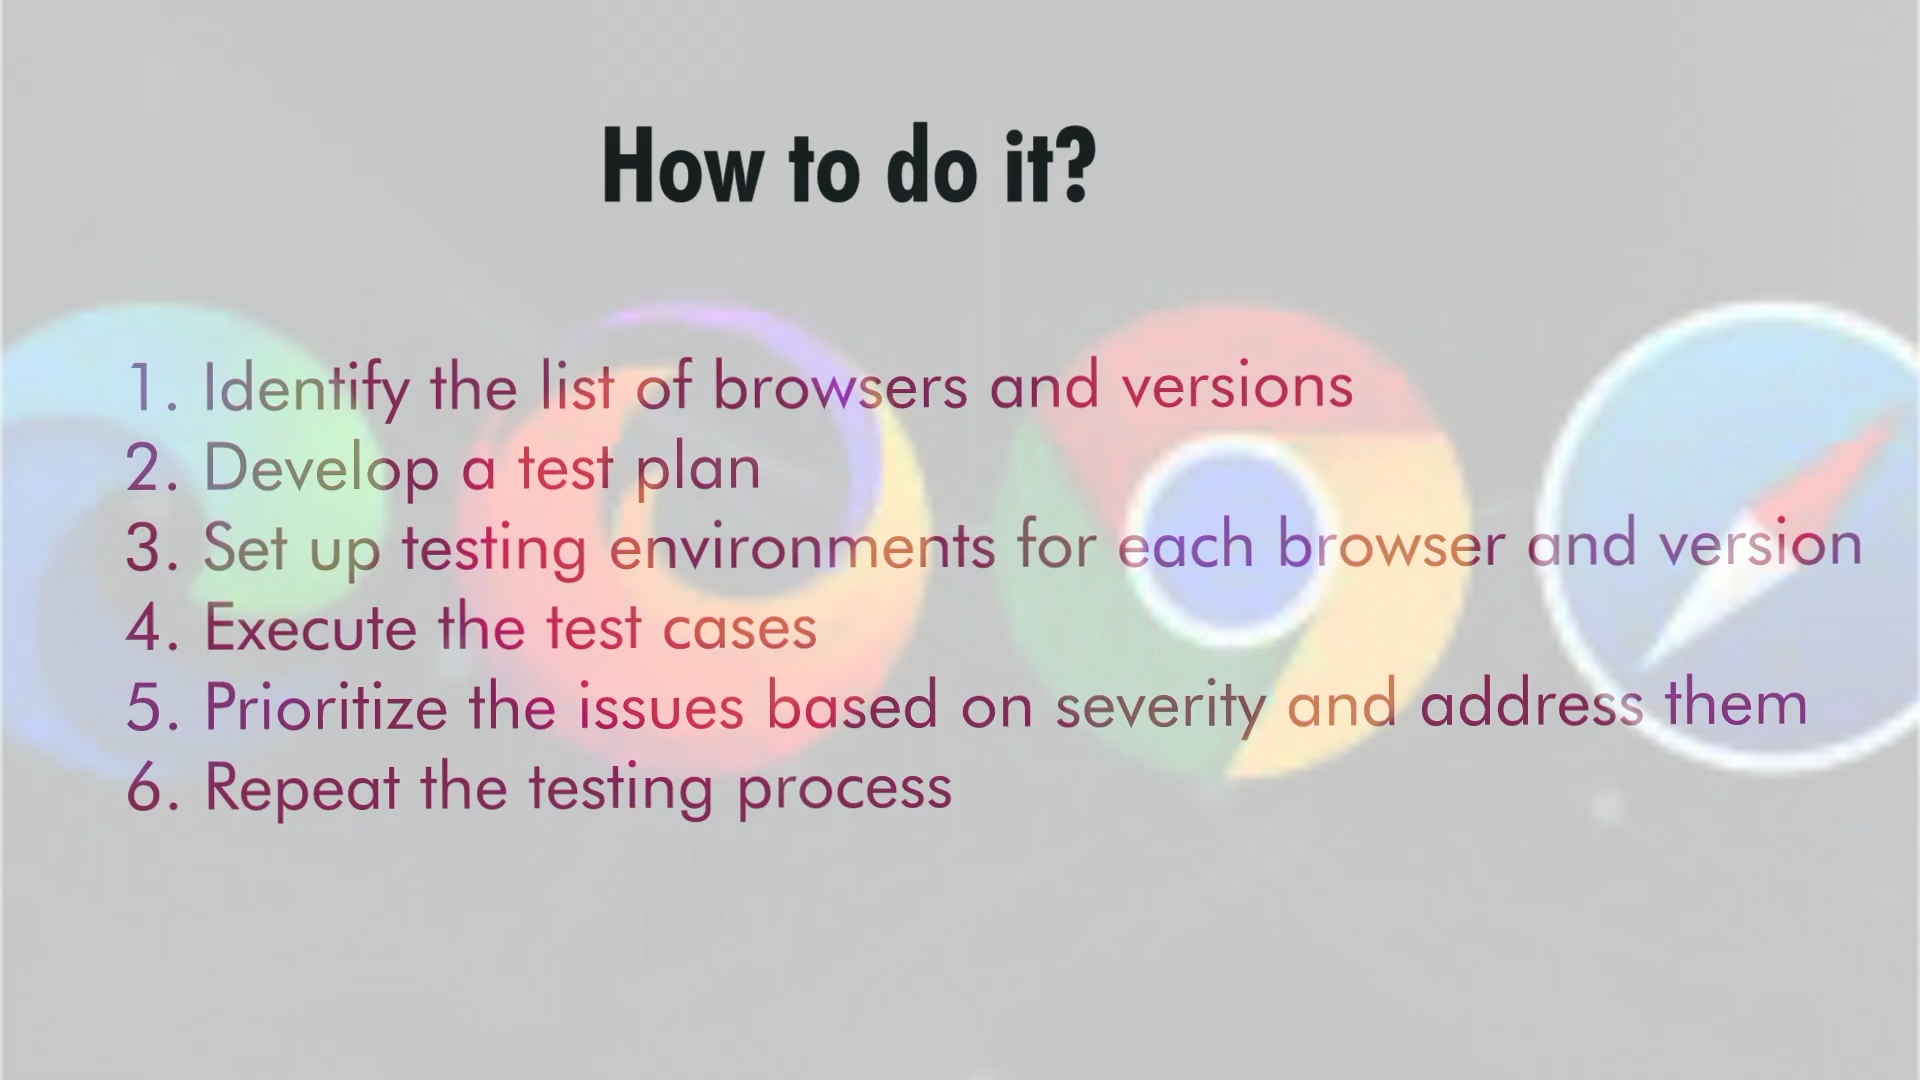 How to do it?
1. Identify the list of browsers and versions
2. Develop a test plan
3. Set up testing environments for each browser and version
4. Execute the test cases
5. Prioritize the issues based on severity and address them
6. Repeat the testing process